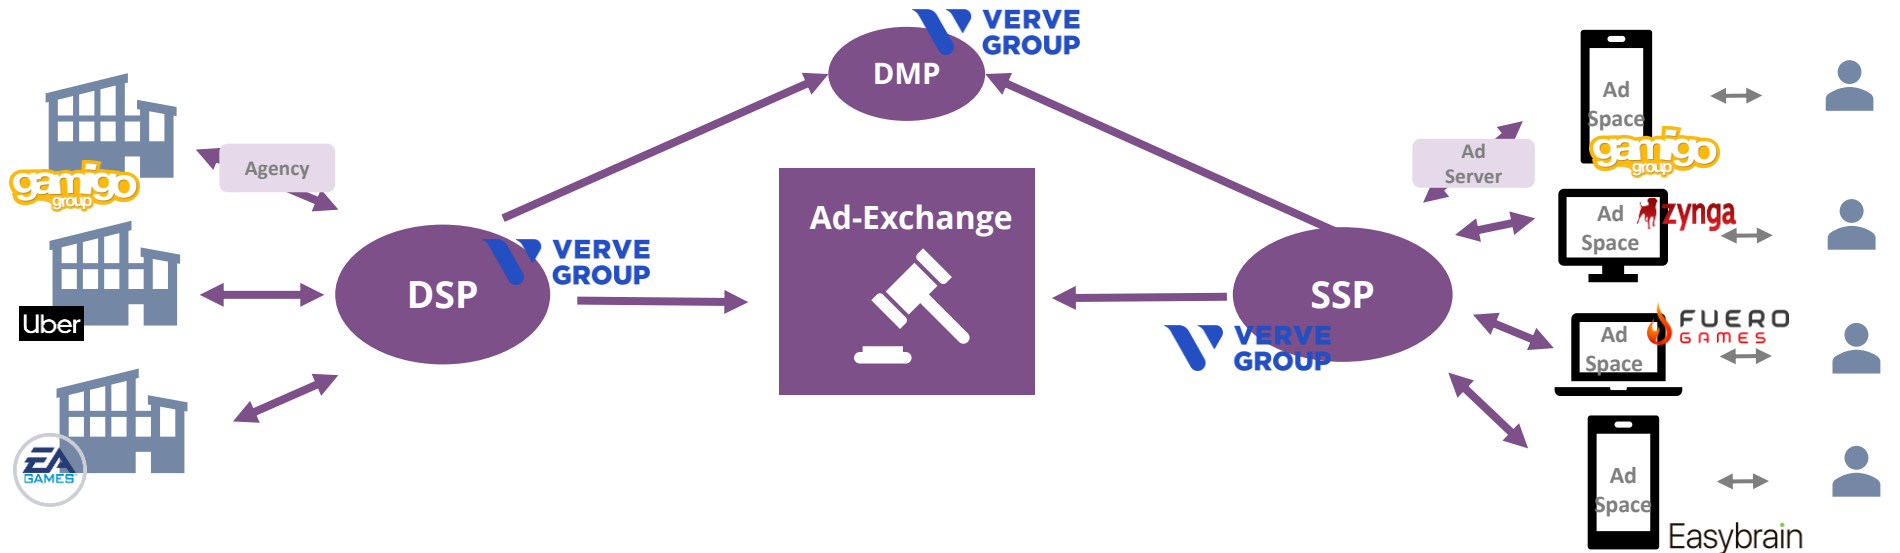 VERVE
GROUP
DMP
Ad
Space
gamigo
group
Agency
Ad
Server
gamigo
group
Ad-Exchange
Ad
Space
zynga
VERVE
GROUP
DSP
SSP
Uber
VERVE
GROUP
Ad
Space
FUERO
GAMES
EA
GAMES
Ad
Space
Easybrain